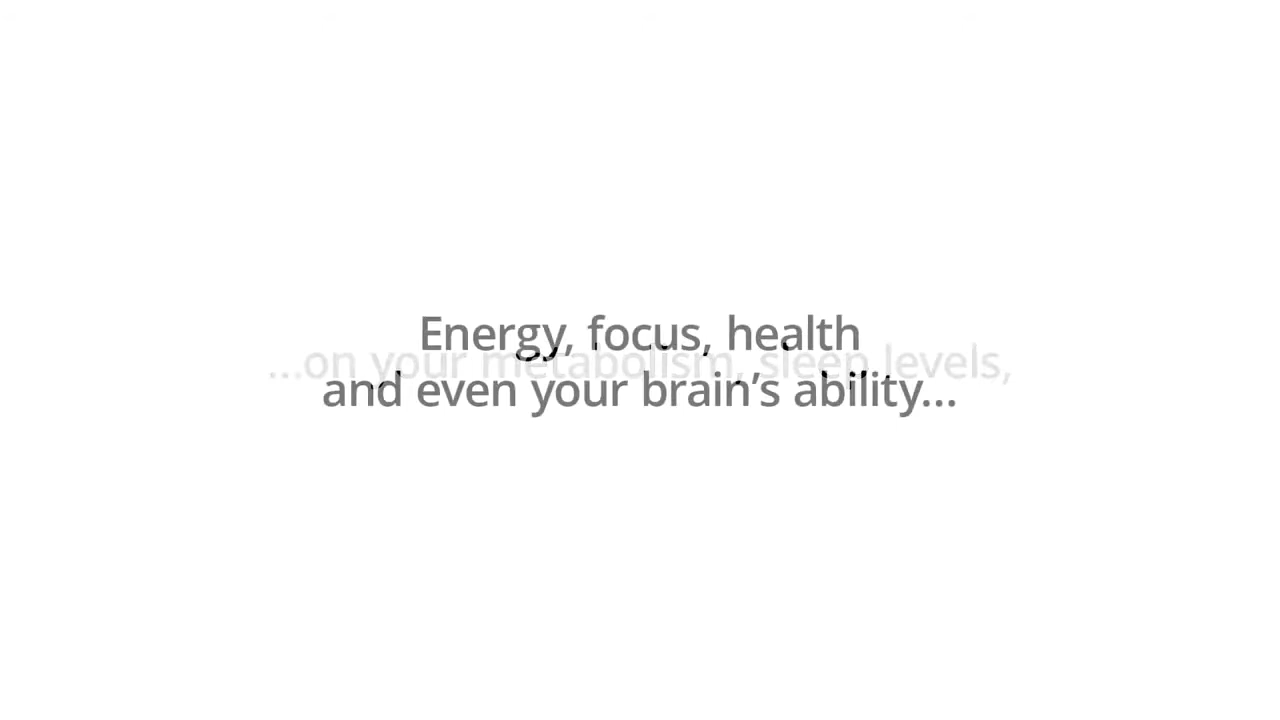 Energy, focus, health
...on your metabolism, sleep levels,
and even your brain’s ability...